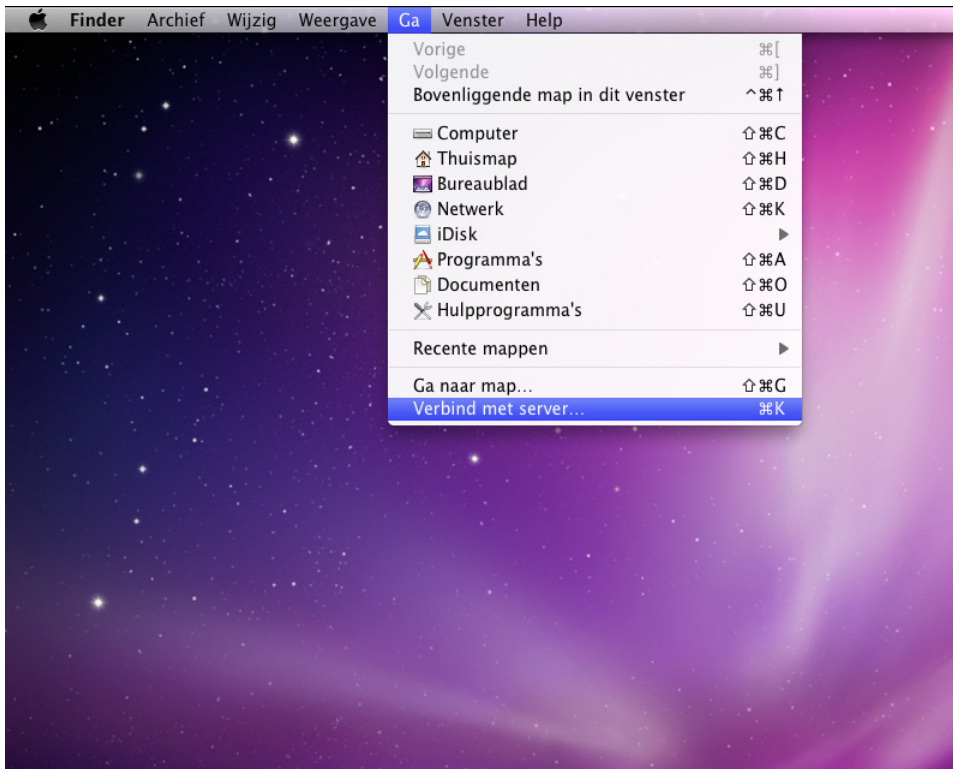 Finder Archief Wijzig Weergave Ga Venster Help
Vorige ⌘[
Volgende ⌘]
Bovenliggende map in dit venster ^⌘↑
Computer ⇧⌘C
Thuismap ⇧⌘H
Bureaublad ⇧⌘D
Netwerk ⇧⌘K
iDisk ▶
Programma's ⇧⌘A
Documenten ⇧⌘O
Hulpprogramma's ⇧⌘U
Recente mappen ▶
Ga naar map... ⇧⌘G
Verbind met server... ⌘K